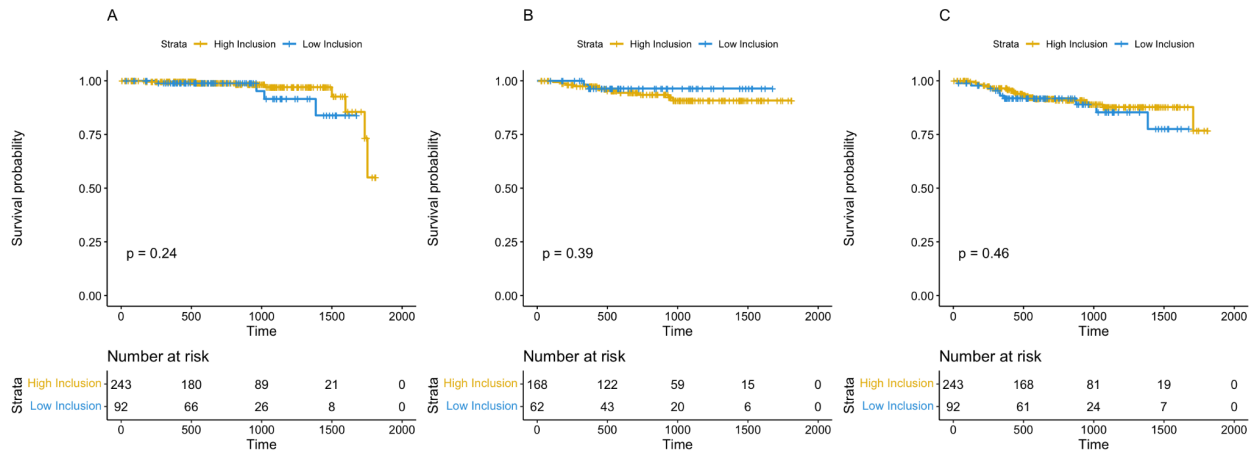 A
Strata High Inclusion Low Inclusion
Survival probability
1.00
0.75
0.50
0.25
0.00
p = 0.24
0 500 1000 1500 2000
Time
Number at risk
Strata
High Inclusion 243 180 89 21 0
Low Inclusion 92 66 26 8 0
0 500 1000 1500 2000
Time
B
Strata High Inclusion Low Inclusion
Survival probability
1.00
0.75
0.50
0.25
0.00
p = 0.39
0 500 1000 1500 2000
Time
Number at risk
Strata
High Inclusion 168 122 59 15 0
Low Inclusion 62 43 20 6 0
0 500 1000 1500 2000
Time
C
Strata High Inclusion Low Inclusion
Survival probability
1.00
0.75
0.50
0.25
0.00
p = 0.46
0 500 1000 1500 2000
Time
Number at risk
Strata
High Inclusion 243 168 81 19 0
Low Inclusion 92 61 24 7 0
0 500 1000 1500 2000
Time